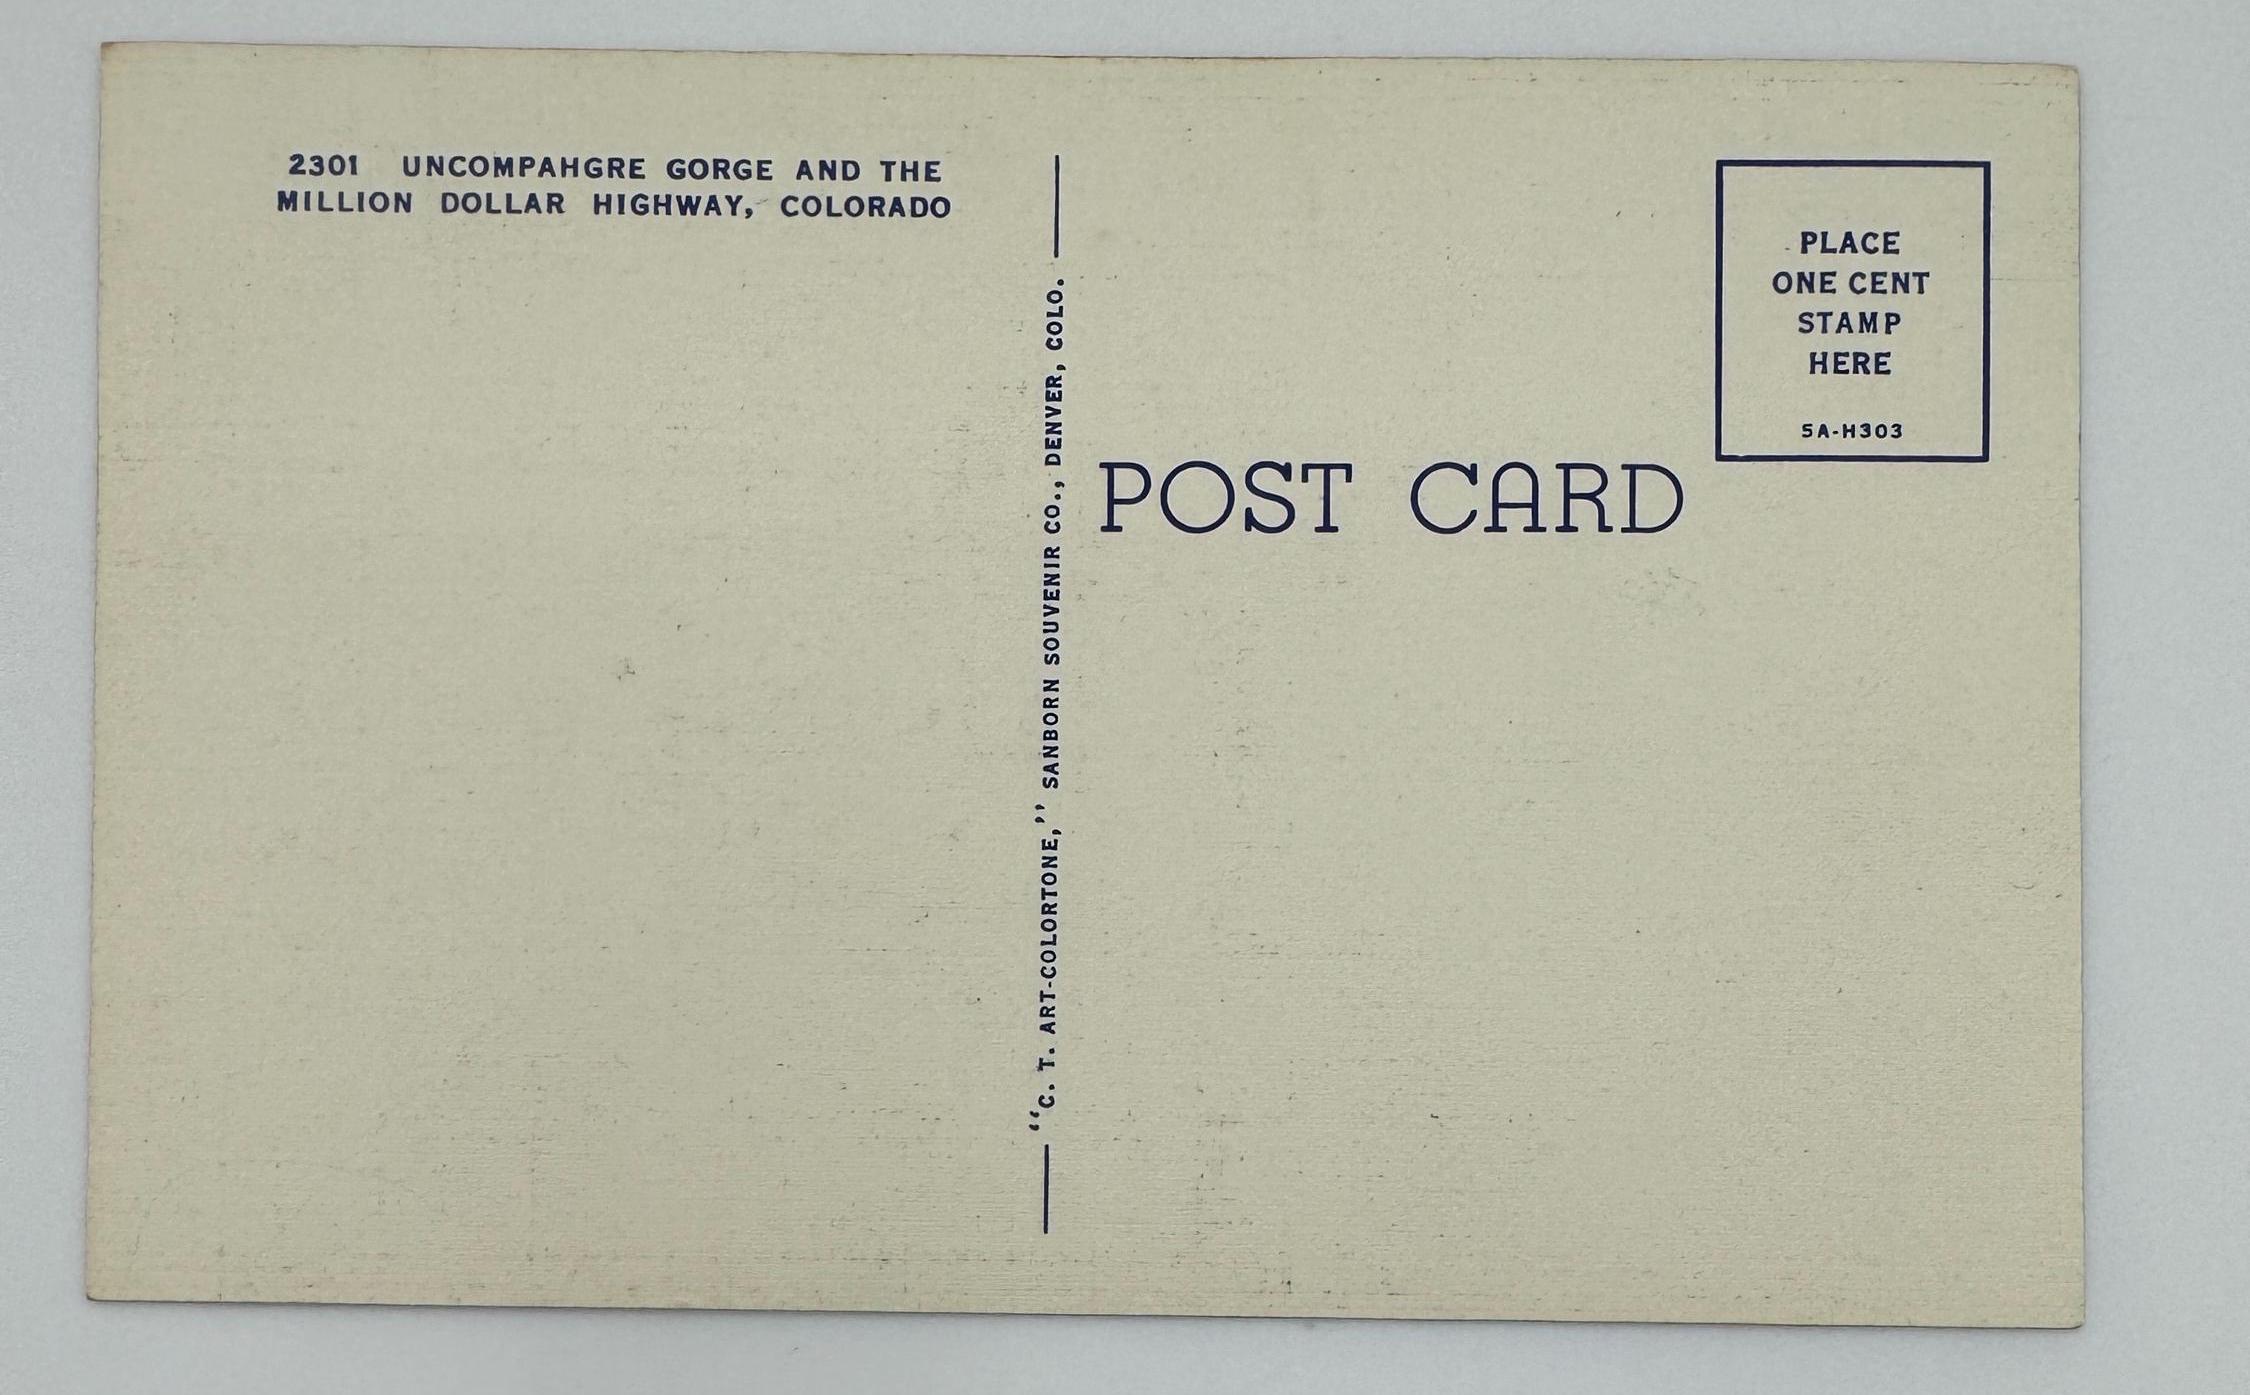 2301 UNCOMPAHGRE GORGE AND THE
MILLION DOLLAR HIGHWAY, COLORADO
"C. T. ART-COLORTONE," SANBORN SOUVENIR CO., DENVER, COLO.
POST CARD
PLACE
ONE CENT
STAMP
HERE
5A-H303